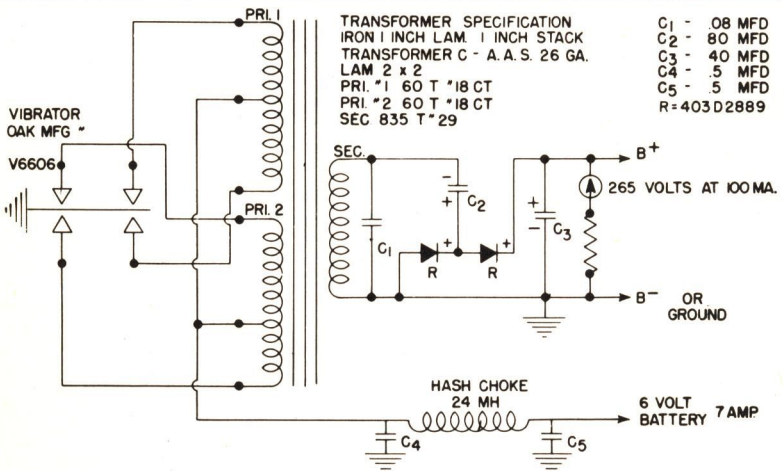 PRI. 1
TRANSFORMER SPECIFICATION
IRON 1 INCH LAM. 1 INCH STACK
TRANSFORMER C - A.A.S. 26 GA.
LAM 2 x 2
PRI. "1 60 T "18 CT
PRI. "2 60 T "18 CT
SEC 835 T "29
C1 - .08 MFD
C2 - 80 MFD
C3 - 40 MFD
C4 - .5 MFD
C5 - .5 MFD
R=403D2889
VIBRATOR
OAK MFG "
V6606
SEC.
PRI. 2
C1
- + C2
R + R +
+ - C3
B+
265 VOLTS AT 100 MA.
B- OR
GROUND
HASH CHOKE
24 MH
C4
C5
6 VOLT
BATTERY 7 AMP.